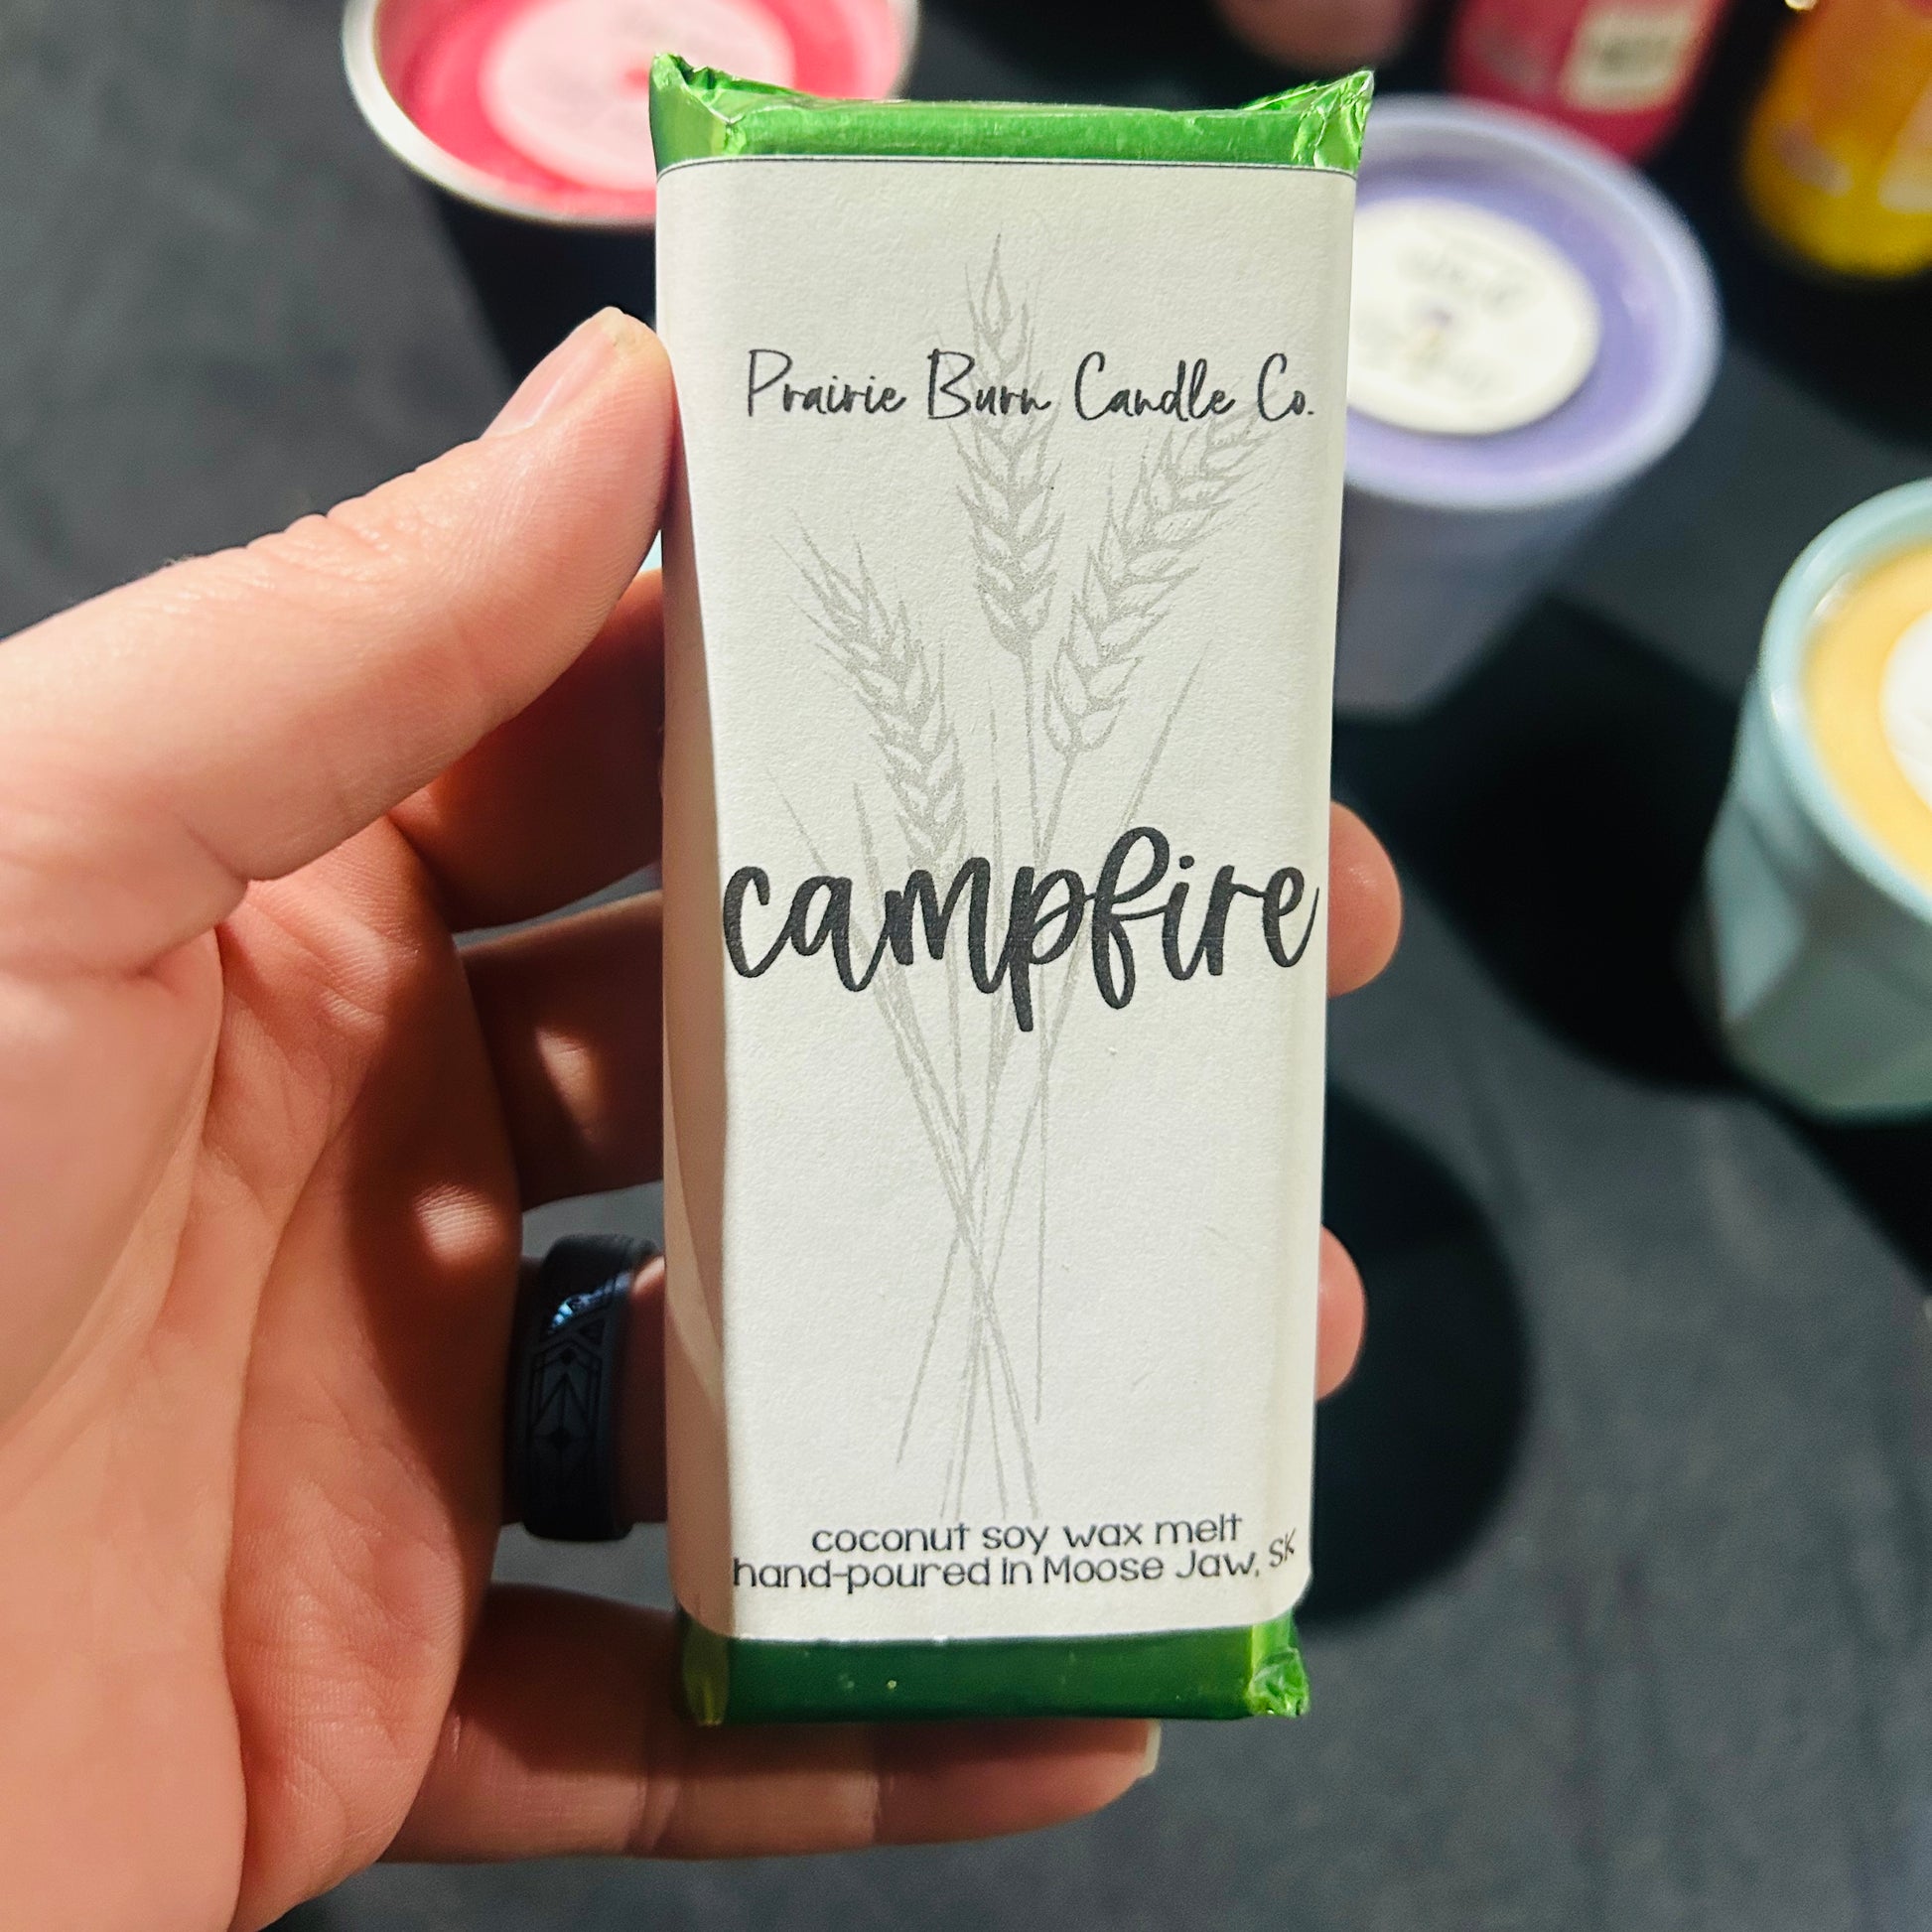 Prairie Burn Candle Co.
campfire
coconut soy wax melt
hand-poured in Moose Jaw, SK